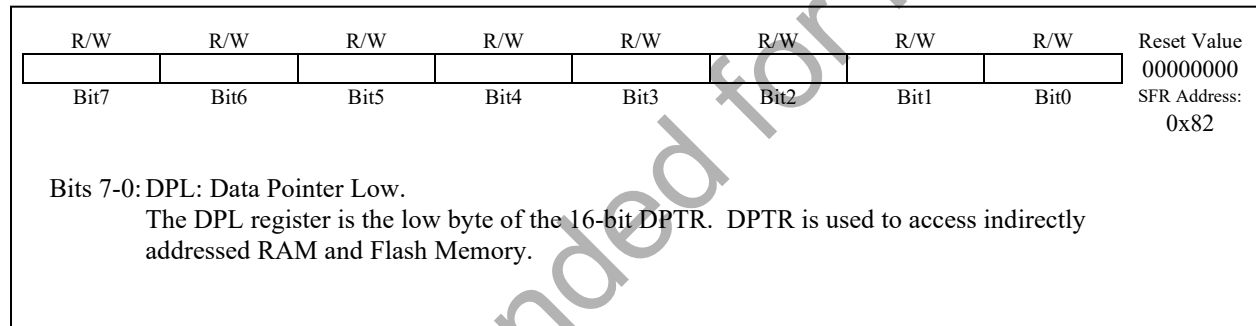 R/W R/W R/W R/W R/W R/W R/W R/W Reset Value
00000000
Bit7 Bit6 Bit5 Bit4 Bit3 Bit2 Bit1 Bit0 SFR Address:
0x82
Bits 7-0: DPL: Data Pointer Low.
The DPL register is the low byte of the 16-bit DPTR. DPTR is used to access indirectly
addressed RAM and Flash Memory.
nded for